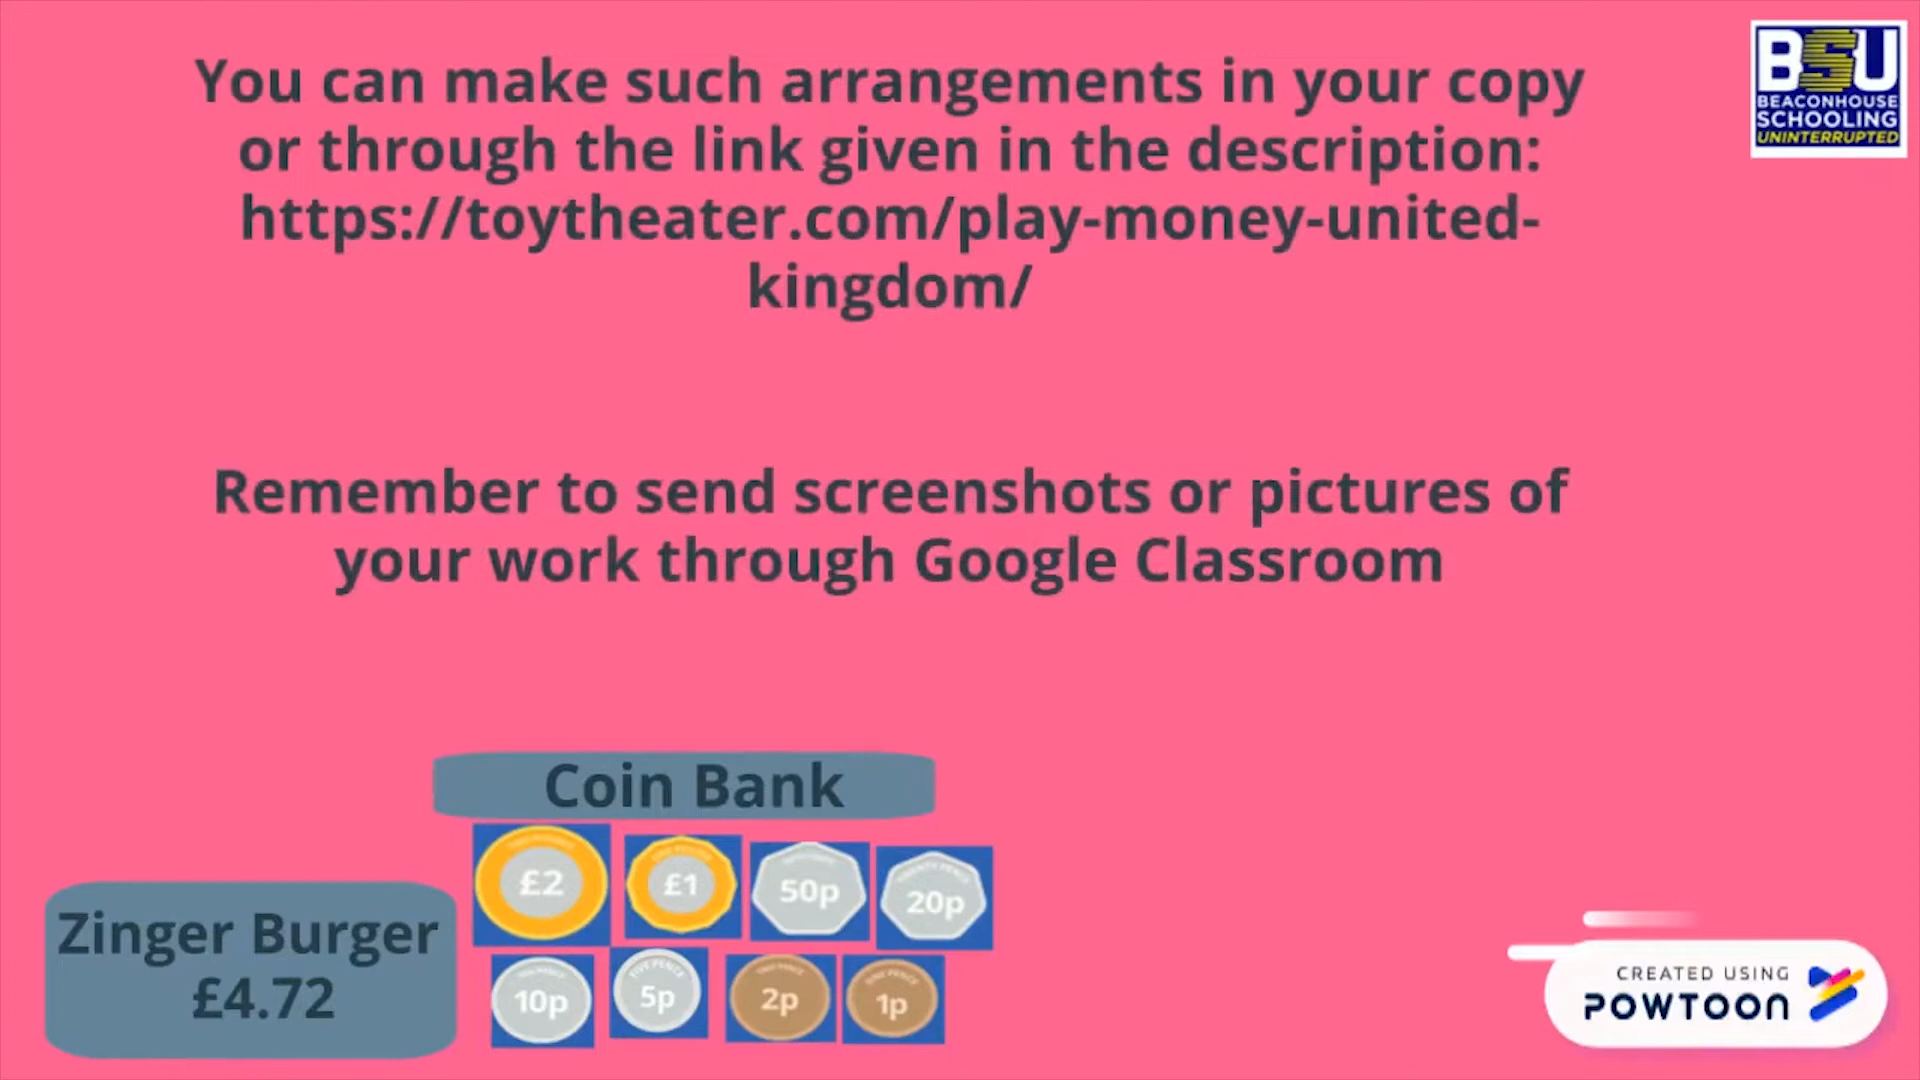 You can make such arrangements in your copy
or through the link given in the description:
https://toytheater.com/play-money-united-
kingdom/
BSU
BEACONHOUSE
SCHOOLING
UNINTERRUPTED
Remember to send screenshots or pictures of
your work through Google Classroom
Coin Bank
£2
£1
50p
20p
Zinger Burger
£4.72
10p
FIVE PENCE
5p
2p
1p
CREATED USING
POWTOON